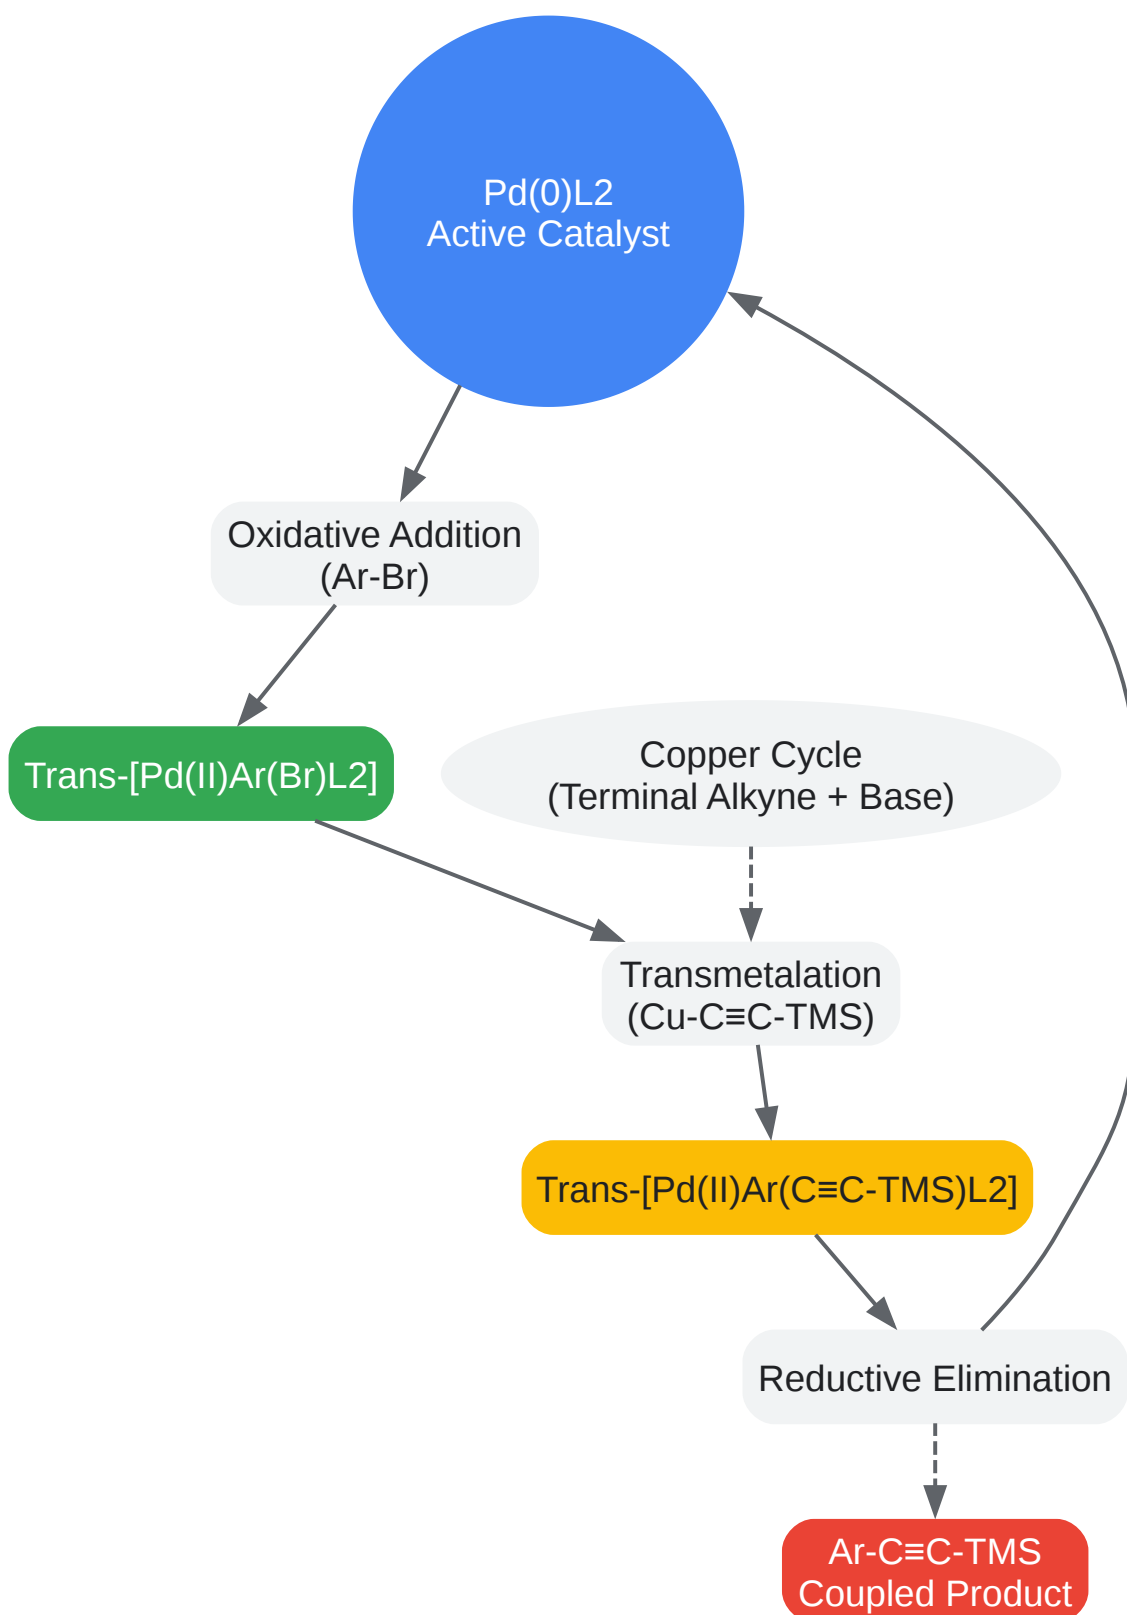 Pd(0)L2
Active Catalyst
Oxidative Addition
(Ar-Br)
Trans-[Pd(II)Ar(Br)L2]
Copper Cycle
(Terminal Alkyne + Base)
Transmetalation
(Cu-C≡C-TMS)
Trans-[Pd(II)Ar(C≡C-TMS)L2]
Reductive Elimination
Ar-C≡C-TMS
Coupled Product